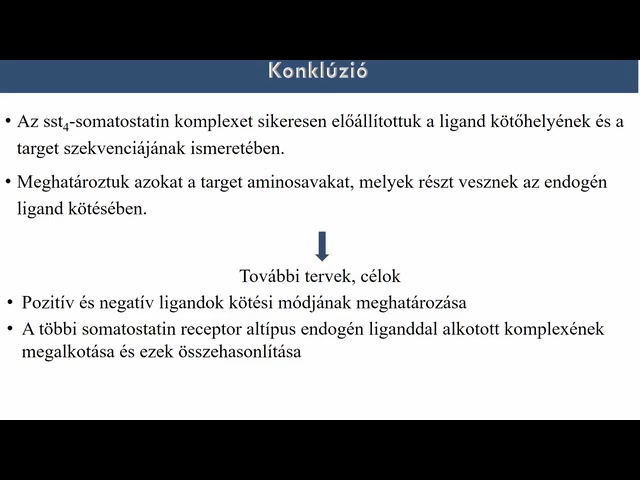 Konklúzió
• Az sst₄-somatostatin komplexet sikeresen előállítottuk a ligand kötőhelyének és a
target szekvenciájának ismeretében.
• Meghatároztuk azokat a target aminosavakat, melyek részt vesznek az endogén
ligand kötésében.
További tervek, célok
• Pozitív és negatív ligandok kötési módjának meghatározása
• A többi somatostatin receptor altípus endogén liganddal alkotott komplexének
megalkotása és ezek összehasonlítása